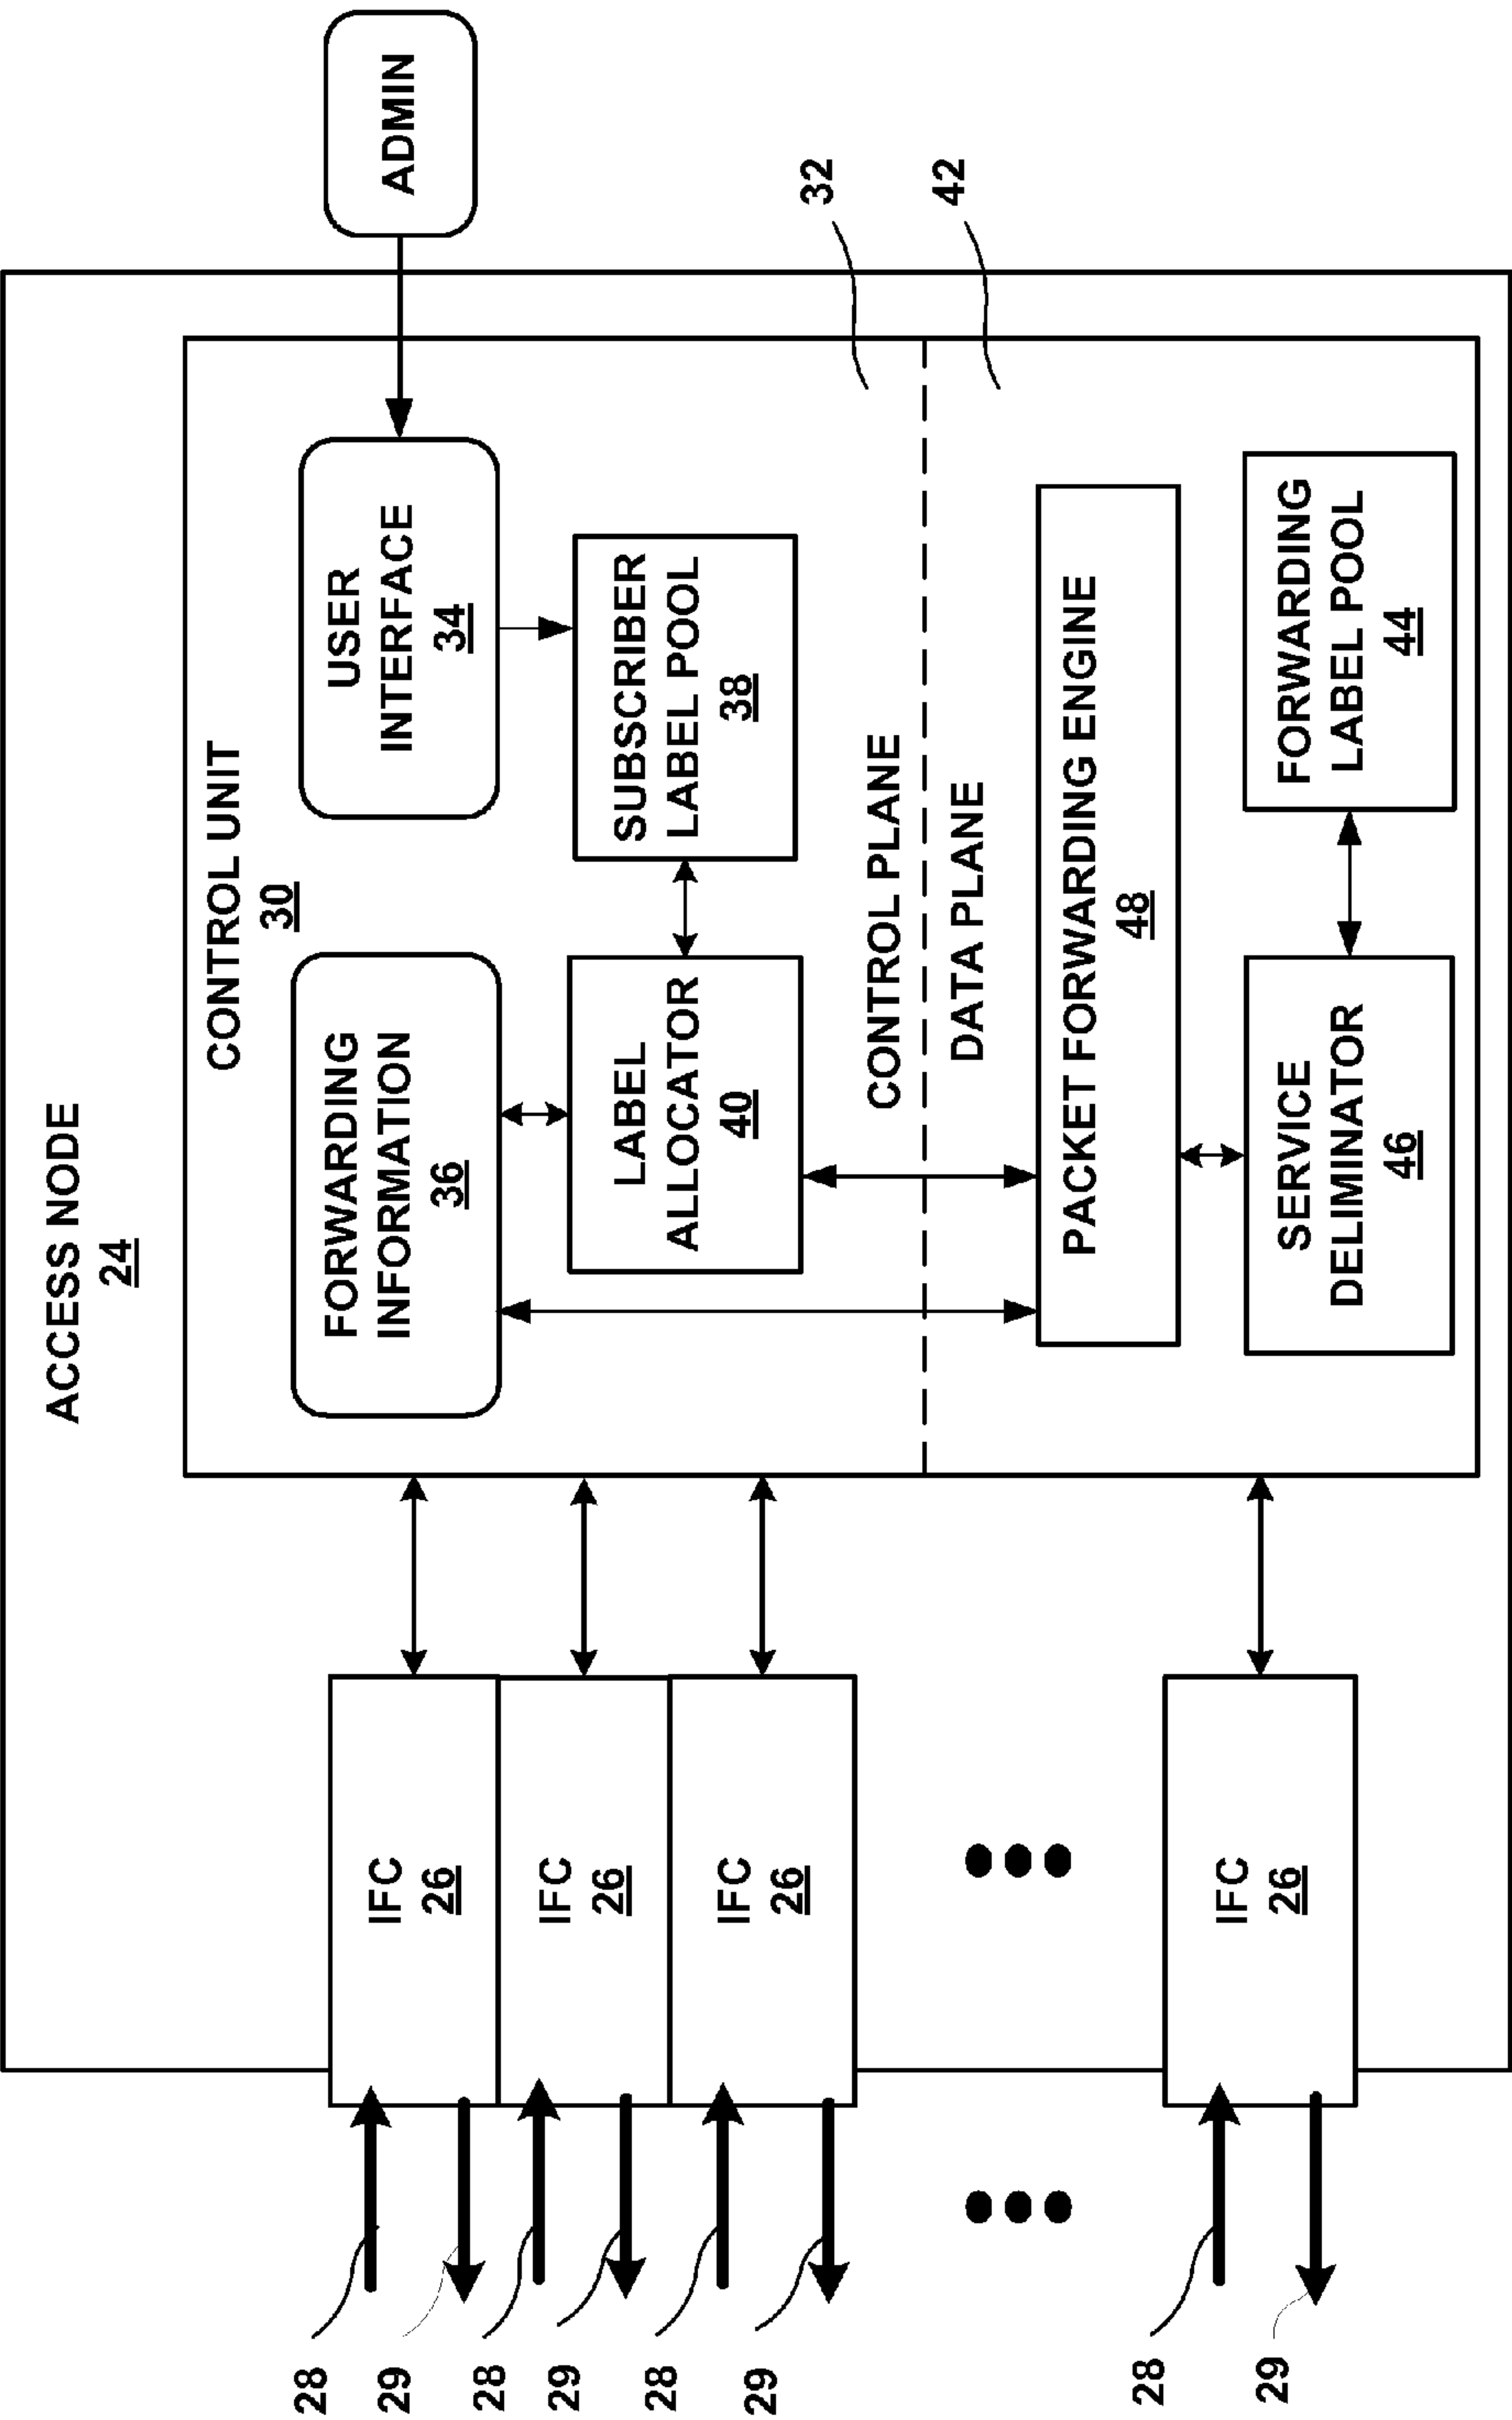 ACCESS NODE
24
CONTROL UNIT
30
ADMIN
28
IFC
26
29
28
IFC
26
29
28
IFC
26
29
28
IFC
26
29
FORWARDING
INFORMATION
36
USER
INTERFACE
34
LABEL
ALLOCATOR
40
SUBSCRIBER
LABEL POOL
38
CONTROL PLANE
32
DATA PLANE
42
PACKET FORWARDING ENGINE
48
SERVICE
DELIMINATOR
46
FORWARDING
LABEL POOL
44